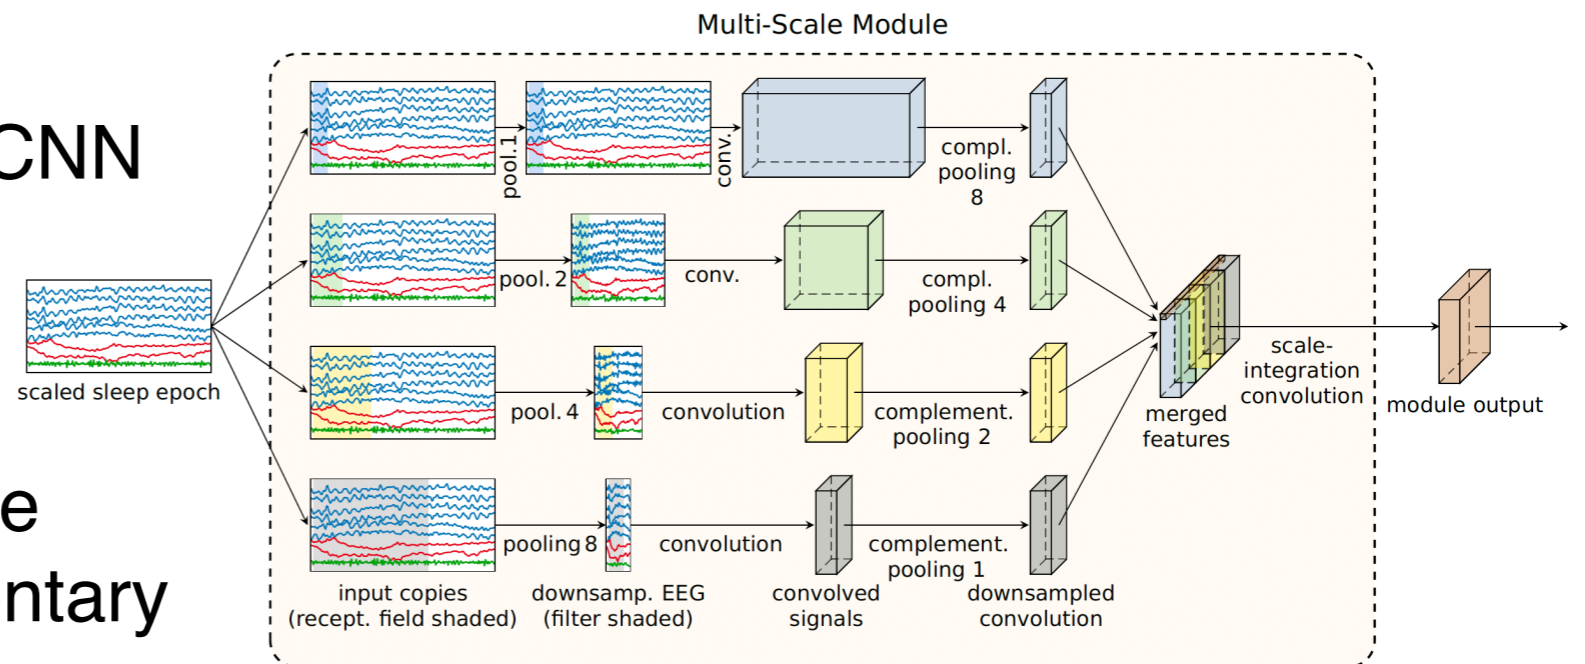 Multi-Scale Module
CNN
pool.1
conv.
compl.
pooling
8
pool. 2
conv.
compl.
pooling 4
scaled sleep epoch
pool. 4
convolution
complement.
pooling 2
scale-
integration
convolution
merged
features
module output
e
ntary
pooling 8
convolution
complement.
pooling 1
input copies
(recept. field shaded)
downsamp. EEG
(filter shaded)
convolved
signals
downsampled
convolution